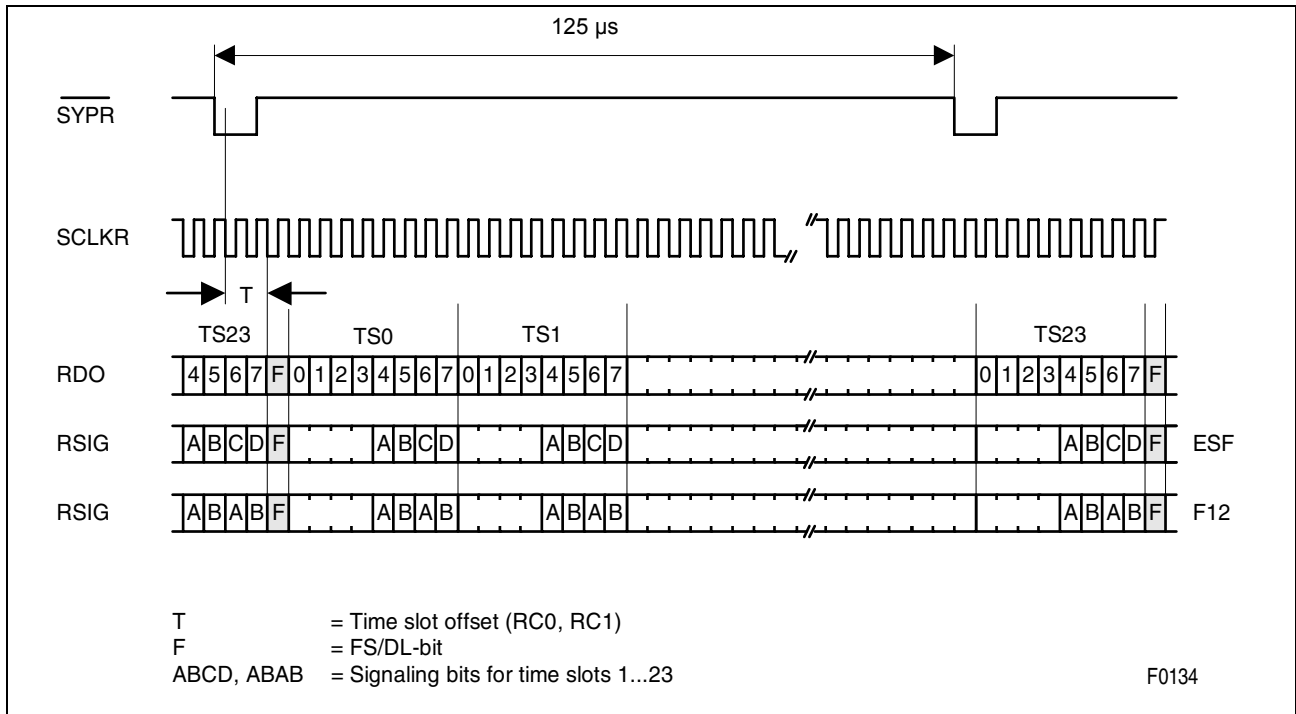 125 µs
SYPR
SCLKR
T
TS23 TS0 TS1 TS23
RDO 4 5 6 7 F 0 1 2 3 4 5 6 7 0 1 2 3 4 5 6 7 0 1 2 3 4 5 6 7 F
RSIG A B C D F A B C D A B C D A B C D F ESF
RSIG A B A B F A B A B A B A B A B A B F F12
T = Time slot offset (RC0, RC1)
F = FS/DL-bit
ABCD, ABAB = Signaling bits for time slots 1...23
F0134